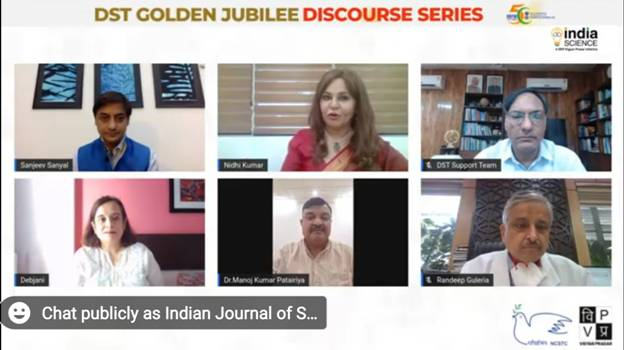 DST GOLDEN JUBILEE DISCOURSE SERIES
india
SCIENCE
Sanjeev Sanyal
Nidhi Kumar
DST Support Team
Debjani
Dr.Manoj Kumar Patairiya
Randeep Guleria
Chat publicly as Indian Journal of S...
NCSTC
वि P
V प्र
VIGYAN PRASAR